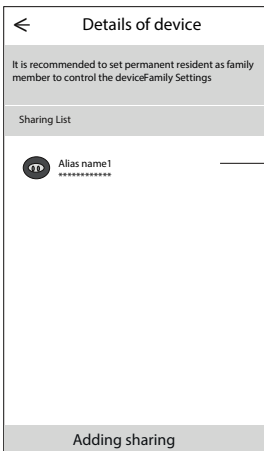 Details of device
It is recommended to set permanent resident as family
member to control the deviceFamily Settings
Sharing List
Alias name1
************
Adding sharing